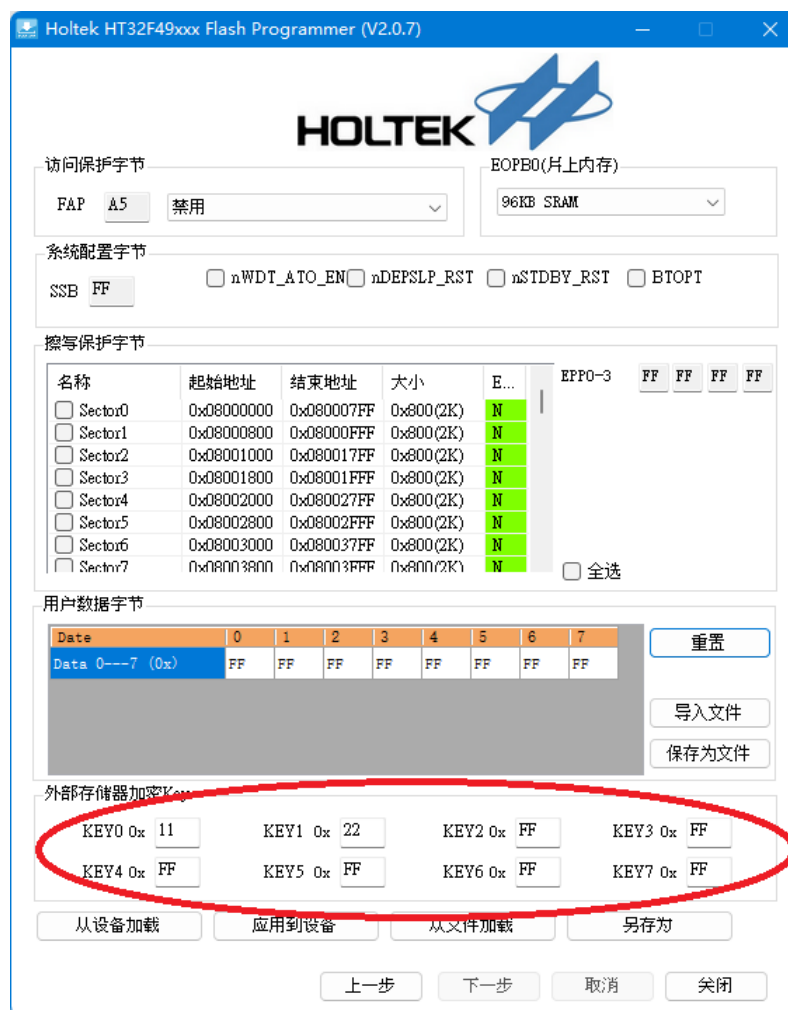 Holtek HT32F49xxx Flash Programmer (V2.0.7)
HOLTEK
访问保护字节
EOPB0(片上内存)
FAP A5 禁用
96KB SRAM
系统配置字节
SSB FF nWDT_ATO_EN nDEPSLP_RST nSTDBY_RST BTOPT
擦写保护字节
名称 起始地址 结束地址 大小 E... EPP0-3 FF FF FF FF
Sector0 0x08000000 0x080007FF 0x800(2K) N
Sector1 0x08000800 0x08000FFF 0x800(2K) N
Sector2 0x08001000 0x080017FF 0x800(2K) N
Sector3 0x08001800 0x08001FFF 0x800(2K) N
Sector4 0x08002000 0x080027FF 0x800(2K) N
Sector5 0x08002800 0x08002FFF 0x800(2K) N
Sector6 0x08003000 0x080037FF 0x800(2K) N
Sector7 0x08003800 0x08003FFF 0x800(2K) N
全选
用户数据字节
Date 0 1 2 3 4 5 6 7
Data 0---7 (0x) FF FF FF FF FF FF FF FF
重置
导入文件
保存为文件
外部存储器加密Key
KEY0 0x 11 KEY1 0x 22 KEY2 0x FF KEY3 0x FF
KEY4 0x FF KEY5 0x FF KEY6 0x FF KEY7 0x FF
从设备加载 应用到设备 从文件加载 另存为
上一步 下一步 取消 关闭